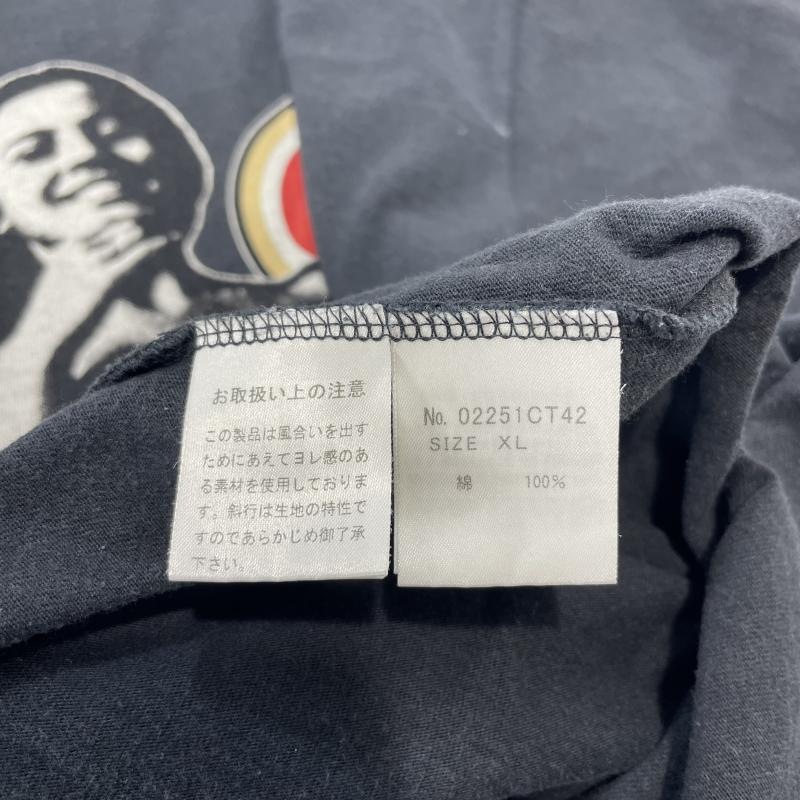 お取扱い上の注意
この製品は風合いを出す
ためにあえてヨレ感のあ
る素材を使用しておりま
す。斜行は生地の特性で
すのであらかじめ御了承
下さい。
No. 02251CT42
SIZE XL
綿 100%